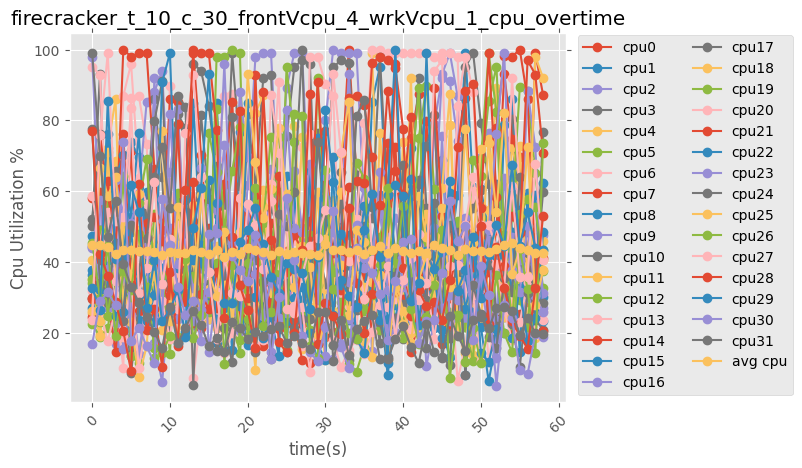 firecracker_t_10_c_30_frontVcpu_4_wrkVcpu_1_cpu_overtime
Cpu Utilization %
100
80
60
40
20
0
10
20
30
40
50
60
time(s)
cpu0
cpu1
cpu2
cpu3
cpu4
cpu5
cpu6
cpu7
cpu8
cpu9
cpu10
cpu11
cpu12
cpu13
cpu14
cpu15
cpu16
cpu17
cpu18
cpu19
cpu20
cpu21
cpu22
cpu23
cpu24
cpu25
cpu26
cpu27
cpu28
cpu29
cpu30
cpu31
avg cpu